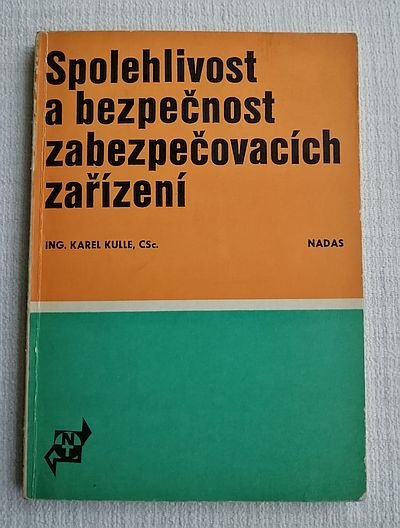 Spolehlivost
a bezpečnost
zabezpečovacích
zařízení
ING. KAREL KULLE, CSc. NADAS
N
T